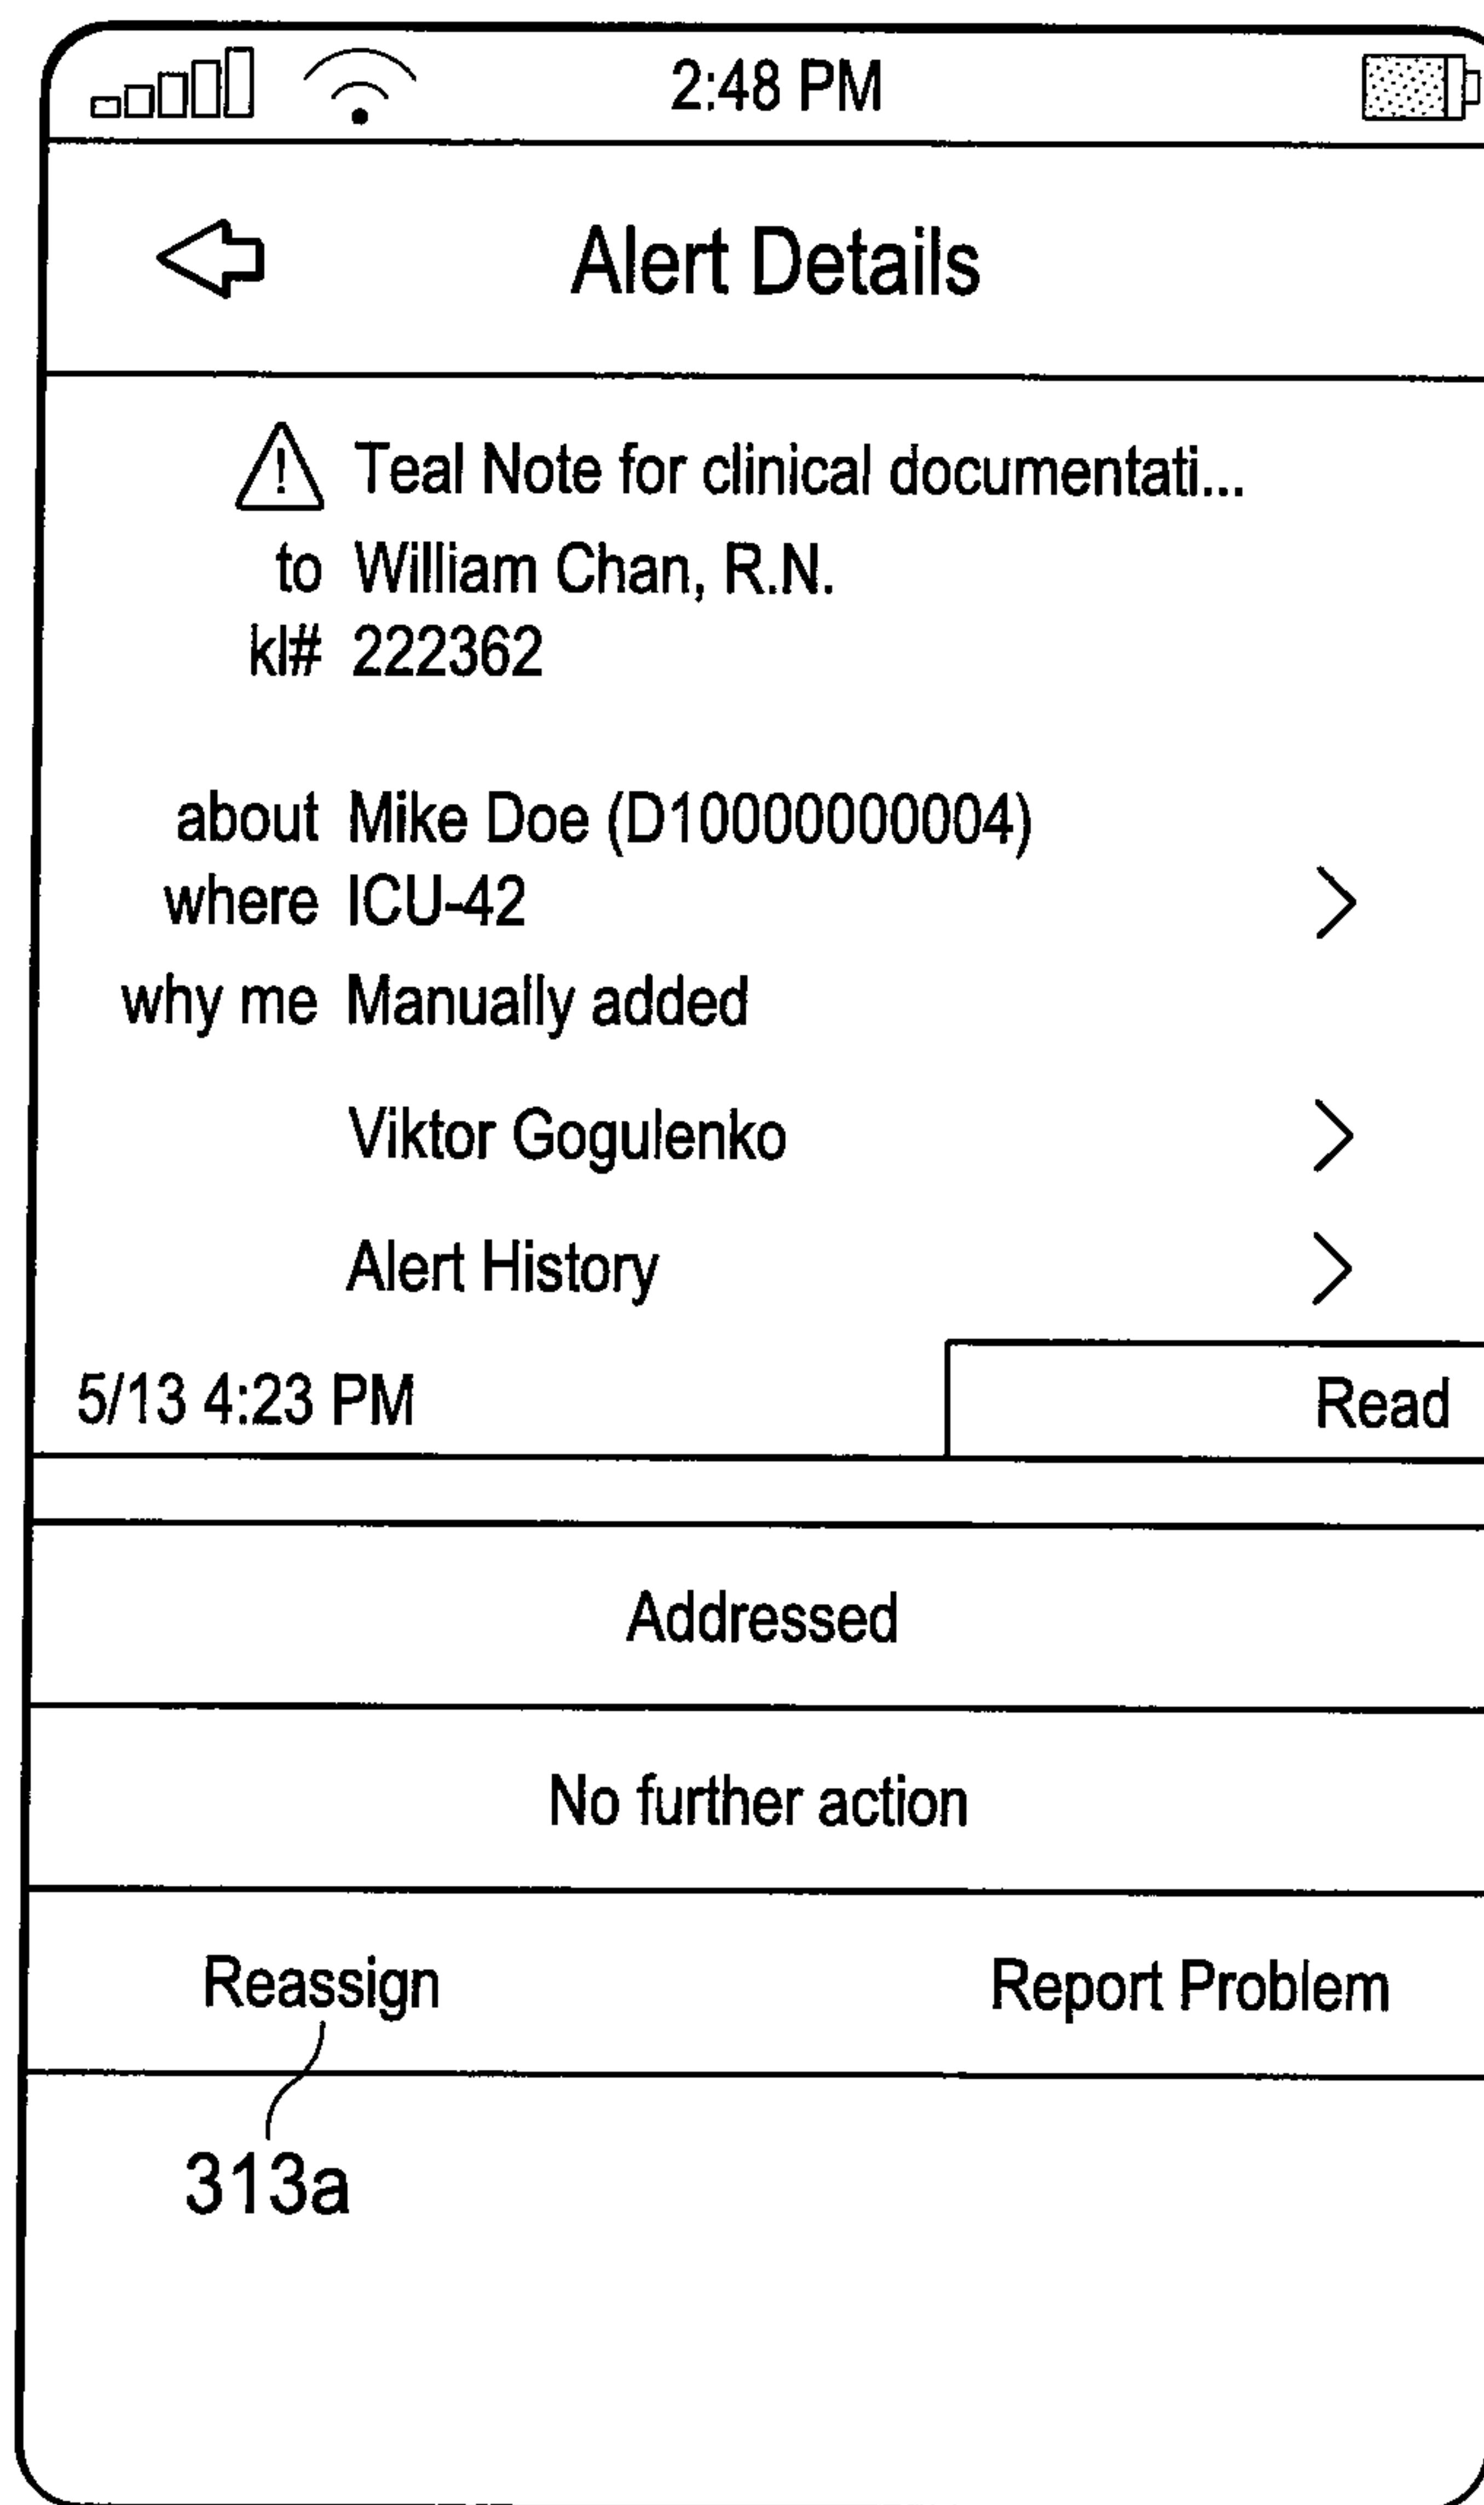 2:48 PM
Alert Details
Teal Note for clinical documentati...
to William Chan, R.N.
kl# 222362
about Mike Doe (D10000000004)
where ICU-42
why me Manually added
Viktor Gogulenko
Alert History
5/13 4:23 PM Read
Addressed
No further action
Reassign Report Problem
313a